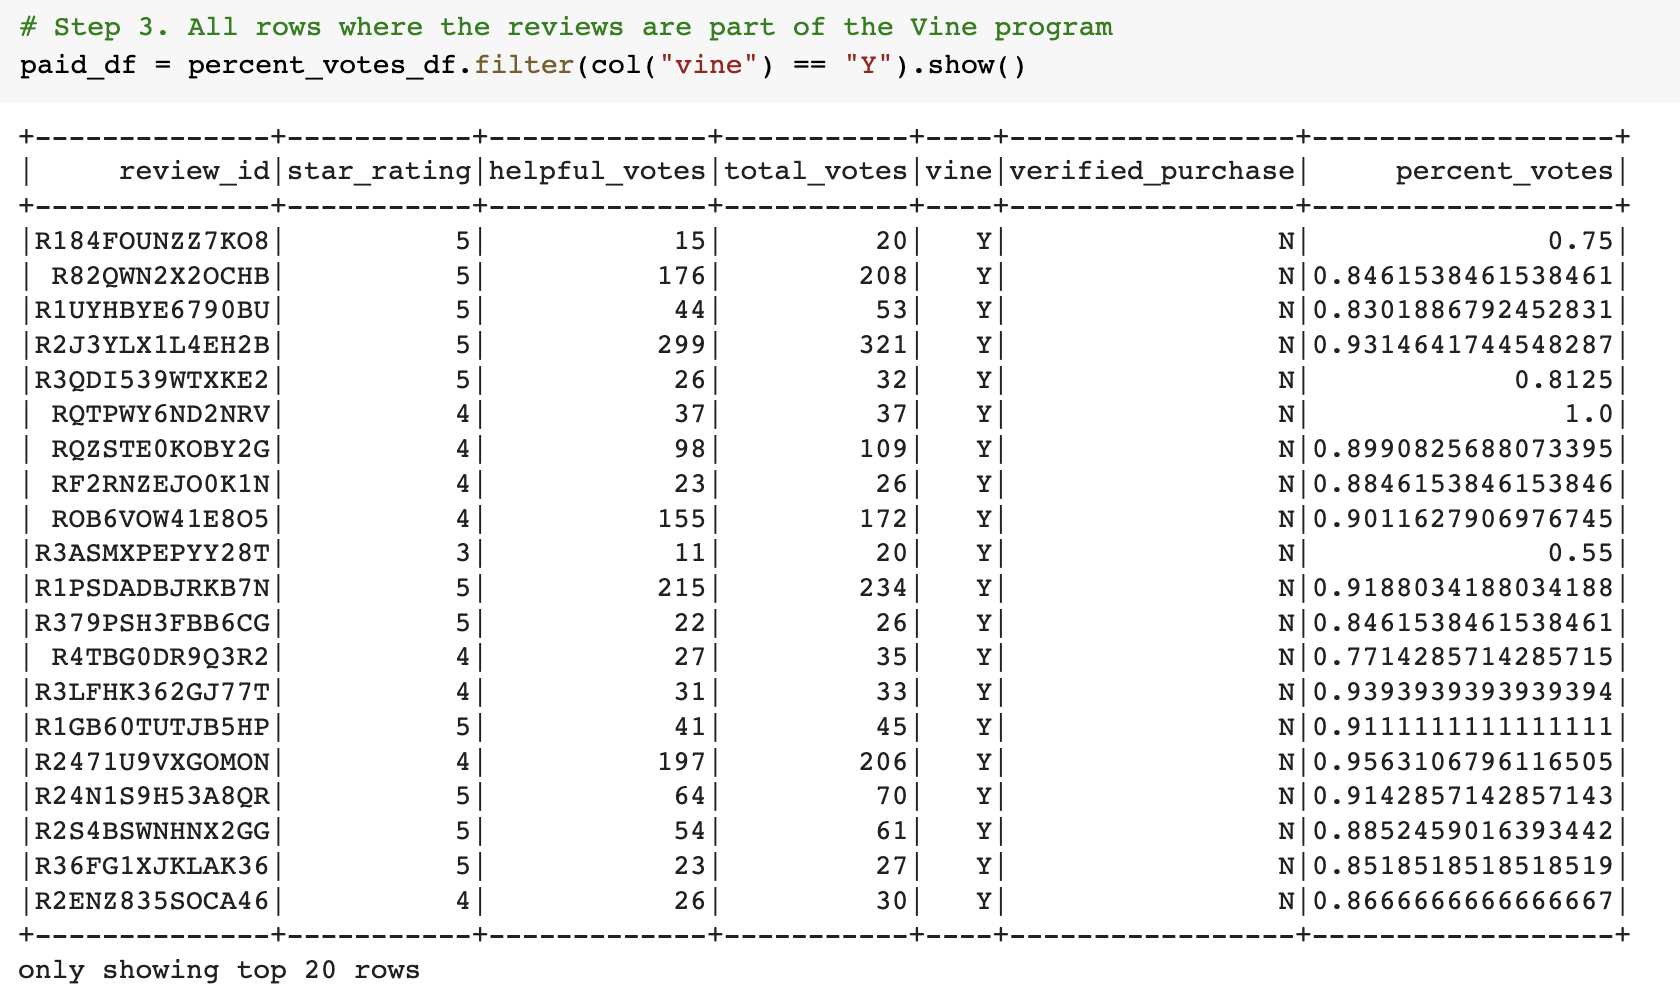 # Step 3. All rows where the reviews are part of the Vine program
paid_df = percent_votes_df.filter(col("vine") == "Y").show()
+--------------+-----------+-------------+-----------+----+-----------------+------------------+
|     review_id|star_rating|helpful_votes|total_votes|vine|verified_purchase|     percent_votes|
+--------------+-----------+-------------+-----------+----+-----------------+------------------+
|R184FOUNZZ7KO8|          5|           15|         20|   Y|                N|              0.75|
| R82QWN2X2OCHB|          5|          176|        208|   Y|                N|0.8461538461538461|
|R1UYHBYE6790BU|          5|           44|         53|   Y|                N|0.8301886792452831|
|R2J3YLX1L4EH2B|          5|          299|        321|   Y|                N|0.9314641744548287|
|R3QDI539WTXKE2|          5|           26|         32|   Y|                N|            0.8125|
| RQTPWY6ND2NRV|          4|           37|         37|   Y|                N|               1.0|
| RQZSTE0KOBY2G|          4|           98|        109|   Y|                N|0.8990825688073395|
| RF2RNZEJO0K1N|          4|           23|         26|   Y|                N|0.8846153846153846|
| ROB6VOW41E8O5|          4|          155|        172|   Y|                N|0.9011627906976745|
|R3ASMXPEPYY28T|          3|           11|         20|   Y|                N|              0.55|
|R1PSDADBJRKB7N|          5|          215|        234|   Y|                N|0.9188034188034188|
|R379PSH3FBB6CG|          5|           22|         26|   Y|                N|0.8461538461538461|
| R4TBG0DR9Q3R2|          4|           27|         35|   Y|                N|0.7714285714285715|
|R3LFHK362GJ77T|          4|           31|         33|   Y|                N|0.9393939393939394|
|R1GB60TUTJB5HP|          5|           41|         45|   Y|                N|0.9111111111111111|
|R2471U9VXGOMON|          4|          197|        206|   Y|                N|0.9563106796116505|
|R24N1S9H53A8QR|          5|           64|         70|   Y|                N|0.9142857142857143|
|R2S4BSWNHNX2GG|          5|           54|         61|   Y|                N|0.8852459016393442|
|R36FG1XJKLAK36|          5|           23|         27|   Y|                N|0.8518518518518519|
|R2ENZ835SOCA46|          4|           26|         30|   Y|                N|0.8666666666666667|
+--------------+-----------+-------------+-----------+----+-----------------+------------------+
only showing top 20 rows